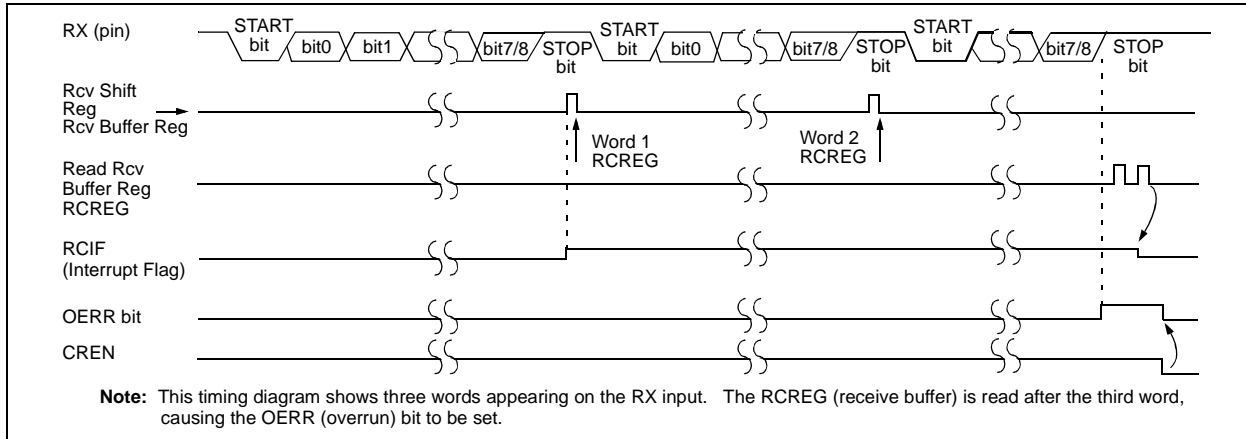 RX (pin)
START
bit
bit0
bit1
bit7/8
STOP
bit
START
bit
bit0
bit7/8
STOP
bit
START
bit
bit7/8
STOP
bit
Rcv Shift
Reg
Rcv Buffer Reg
Word 1
RCREG
Word 2
RCREG
Read Rcv
Buffer Reg
RCREG
RCIF
(Interrupt Flag)
OERR bit
CREN
Note: This timing diagram shows three words appearing on the RX input. The RCREG (receive buffer) is read after the third word,
causing the OERR (overrun) bit to be set.